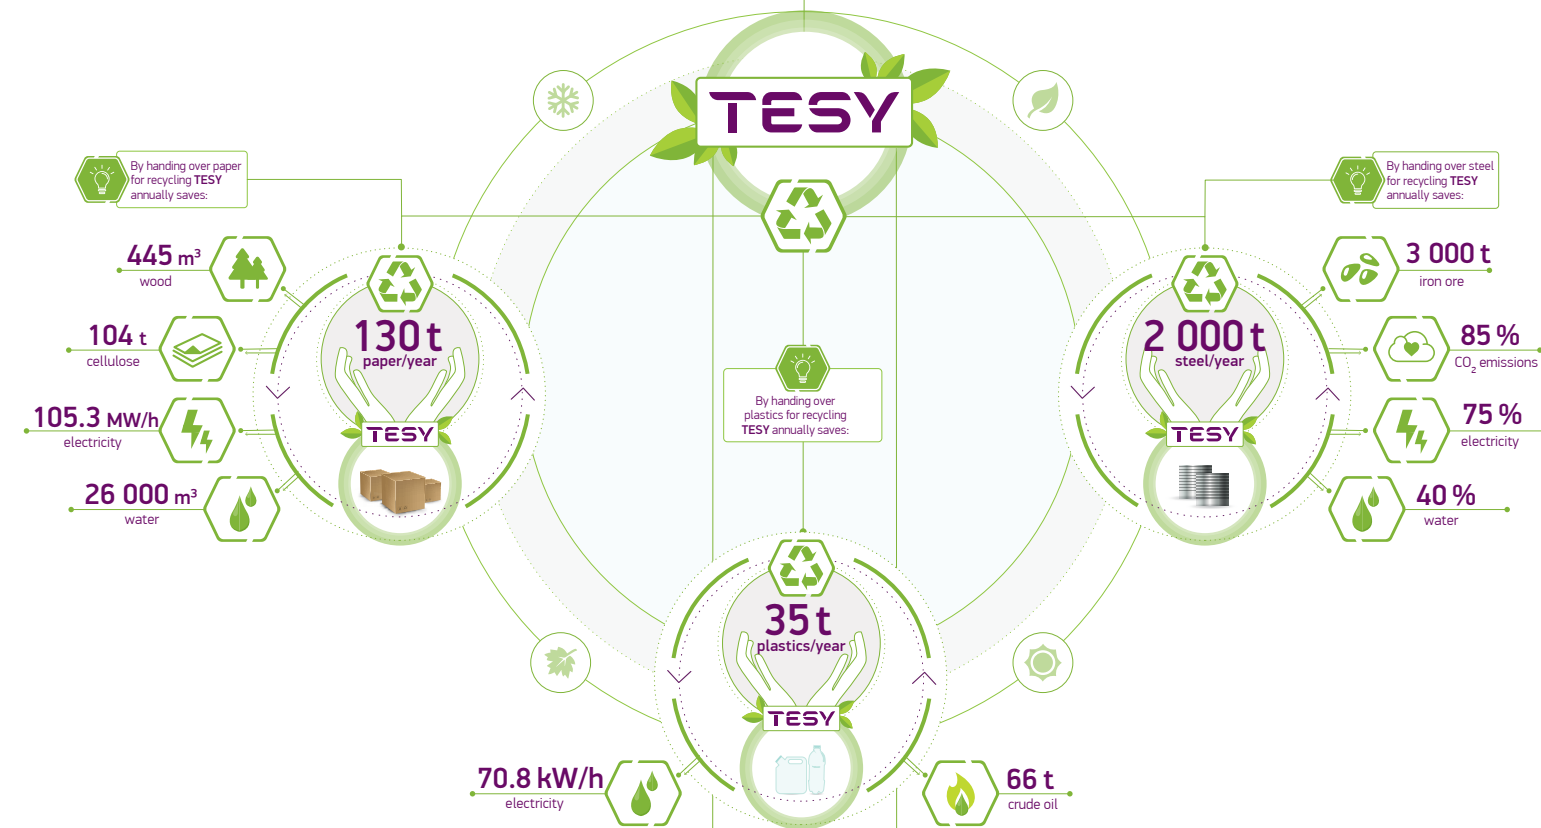 TESY
By handing over paper
for recycling TESY
annually saves:
445 m³
wood
104 t
cellulose
105.3 MW/h
electricity
26 000 m³
water
130 t
paper/year
TESY
By handing over
plastics for recycling
TESY annually saves:
35 t
plastics/year
TESY
70.8 kW/h
electricity
66 t
crude oil
By handing over steel
for recycling TESY
annually saves:
2 000 t
steel/year
TESY
3 000 t
iron ore
85 %
CO₂ emissions
75 %
electricity
40 %
water